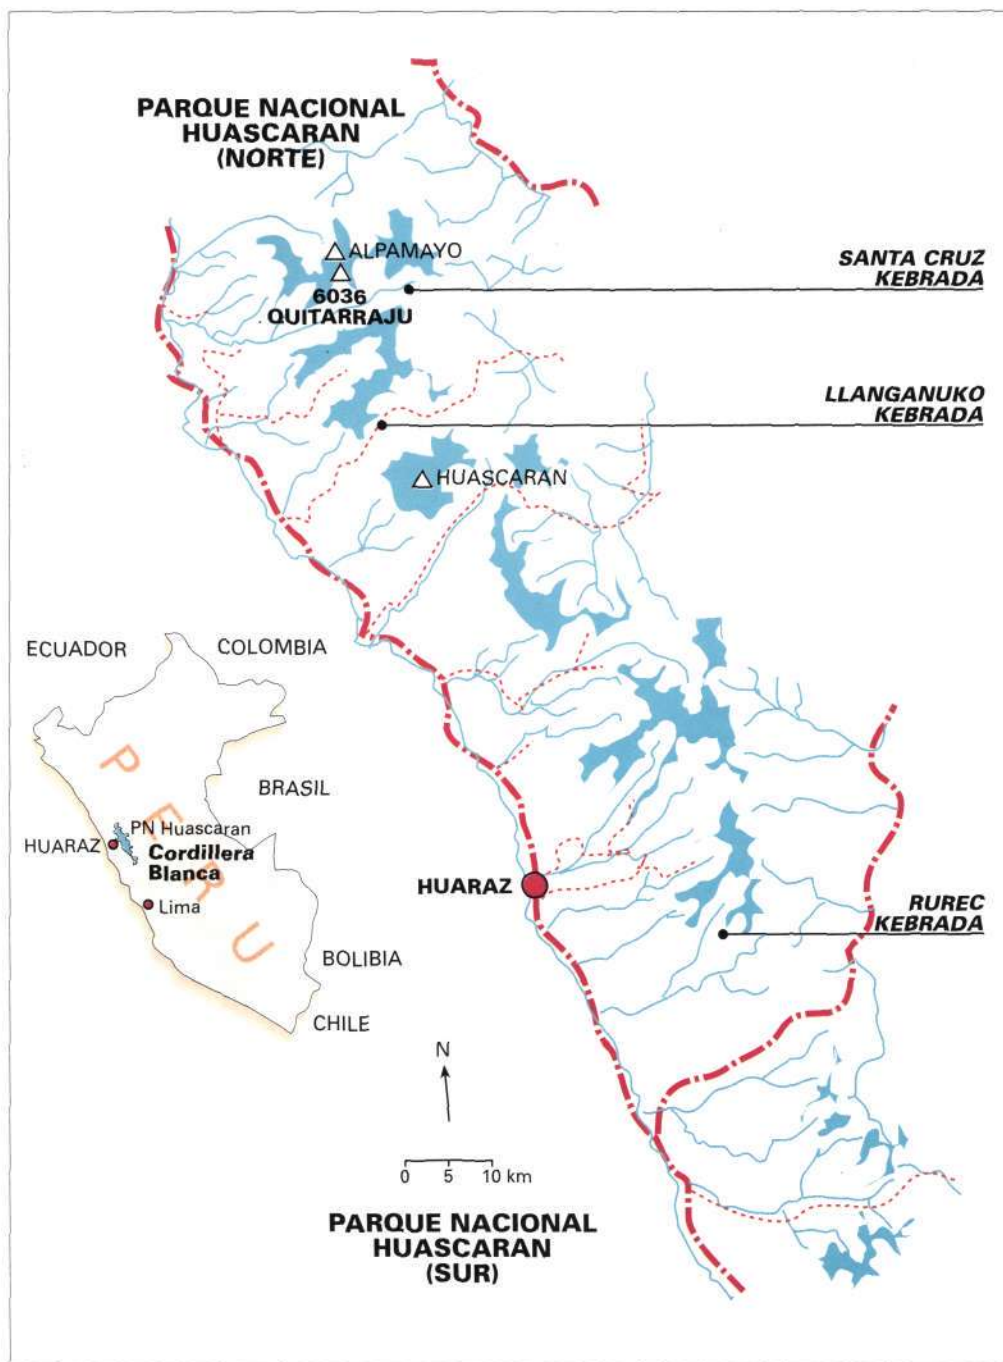 PARQUE NACIONAL
HUASCARAN
(NORTE)
ALPAMAYO
6036
QUITARRAJU
SANTA CRUZ
KEBRADA
LLANGANUKO
KEBRADA
HUASCARAN
ECUADOR
COLOMBIA
PERU
BRASIL
PN Huascaran
HUARAZ
Cordillera
Blanca
Lima
BOLIBIA
CHILE
HUARAZ
RUREC
KEBRADA
N
0 5 10 km
PARQUE NACIONAL
HUASCARAN
(SUR)